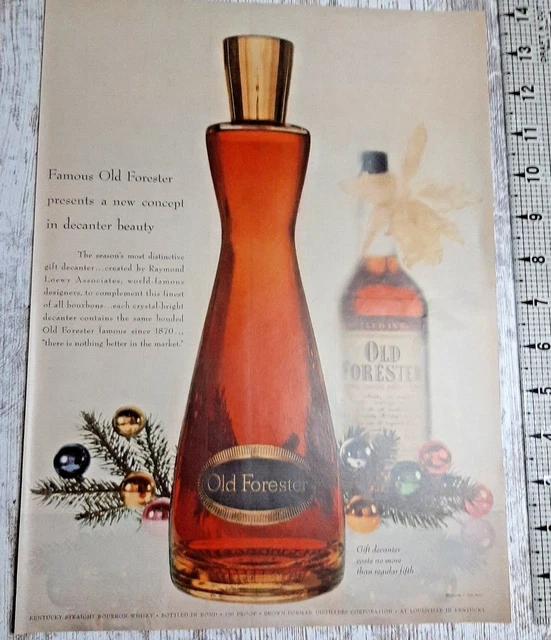 Famous Old Forester
presents a new concept
in decanter beauty
The season's most distinctive
gift decanter...created by Raymond
Loewy Associates, world-famous
designers, to complement this finest
of all bourbons...each crystal-bright
decanter contains the same bonded
Old Forester famous since 1870...
"there is nothing better in the market."
OLD
FORESTER
Old Forester
Gift decanter
costs no more
than regular fifth
KENTUCKY STRAIGHT BOURBON WHISKY • BOTTLED IN BOND • 100 PROOF • BROWN-FORMAN DISTILLERS CORPORATION • AT LOUISVILLE IN KENTUCKY
14
13
12
11
10
9
8
7
6
5
4
3
2